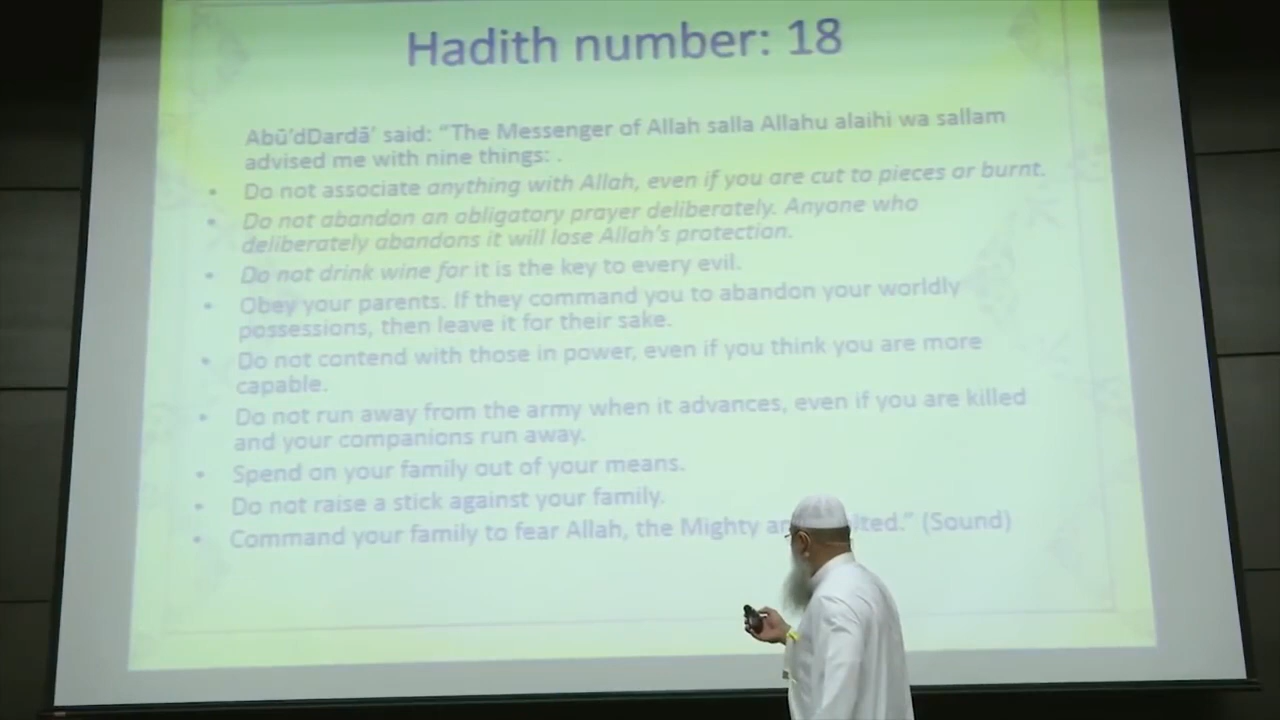 Hadith number: 18
Abū'dDardā' said: "The Messenger of Allah salla Allahu alaihi wa sallam
advised me with nine things: .
• Do not associate anything with Allah, even if you are cut to pieces or burnt.
• Do not abandon an obligatory prayer deliberately. Anyone who
deliberately abandons it will lose Allah's protection.
• Do not drink wine for it is the key to every evil.
• Obey your parents. If they command you to abandon your worldly
possessions, then leave it for their sake.
• Do not contend with those in power, even if you think you are more
capable.
• Do not run away from the army when it advances, even if you are killed
and your companions run away.
• Spend on your family out of your means.
• Do not raise a stick against your family.
• Command your family to fear Allah, the Mighty (Sound)